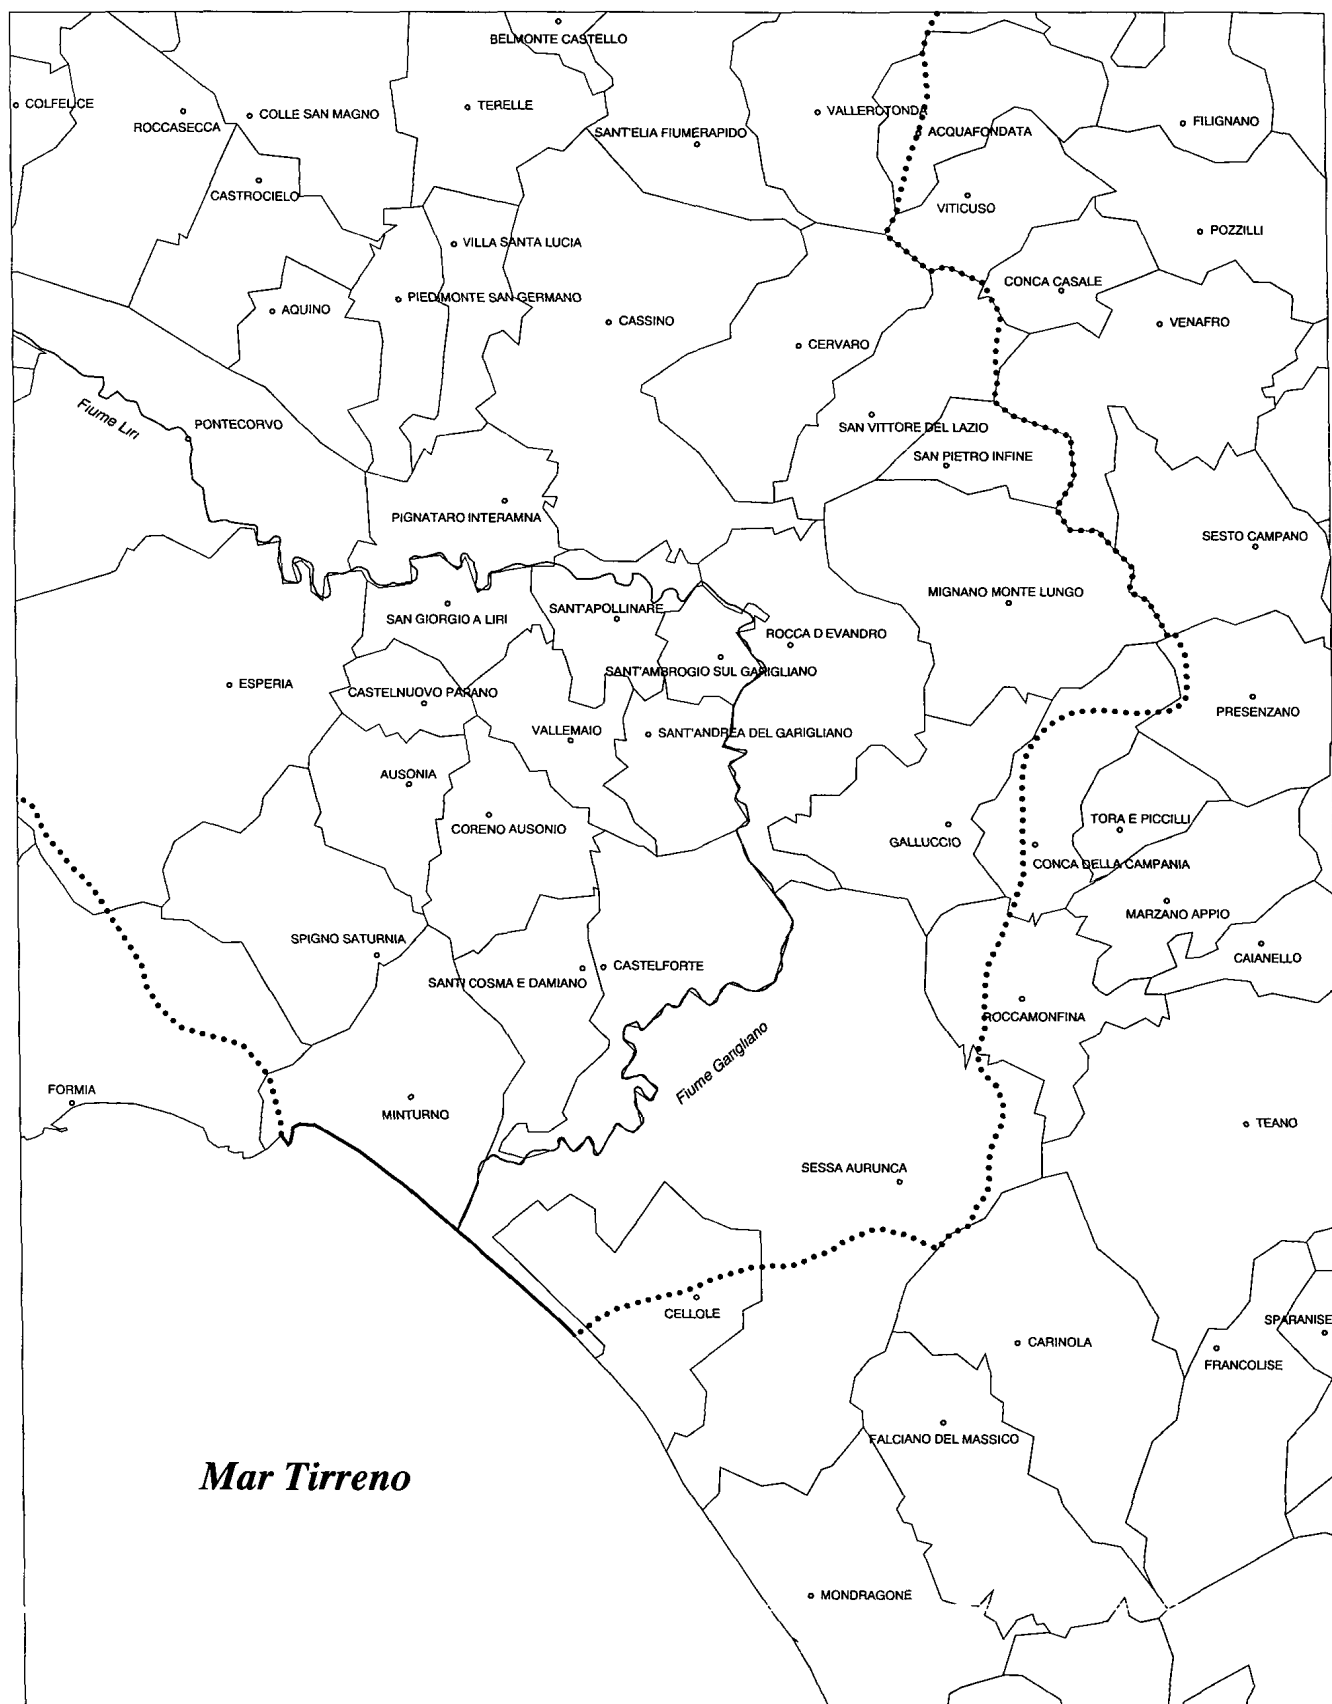 BELMONTE CASTELLO
COLFELICE
ROCCASECCA
COLLE SAN MAGNO
TERELLE
SANT'ELIA FIUMERAPIDO
VALLEROTONDA
ACQUAFONDATA
FILIGNANO
CASTROCIELO
VITICUSO
POZZILLI
VILLA SANTA LUCIA
CONCA CASALE
AQUINO
PIEDIMONTE SAN GERMANO
CASSINO
VENAFRO
CERVARO
Fiume Liri
PONTECORVO
SAN VITTORE DEL LAZIO
SAN PIETRO INFINE
PIGNATARO INTERAMNA
SESTO CAMPANO
MIGNANO MONTE LUNGO
SAN GIORGIO A LIRI
SANT'APOLLINARE
ROCCA D EVANDRO
ESPERIA
CASTELNUOVO PARANO
SANT'AMBROGIO SUL GARIGLIANO
PRESENZANO
VALLEMAIO
SANT'ANDREA DEL GARIGLIANO
AUSONIA
CORENO AUSONIO
GALLUCCIO
TORA E PICCILLI
CONCA DELLA CAMPANIA
MARZANO APPIO
SPIGNO SATURNIA
CAIANELLO
SANTI COSMA E DAMIANO
CASTELFORTE
ROCCAMONFINA
Fiume Garigliano
FORMIA
MINTURNO
TEANO
SESSA AURUNCA
CELLOLE
SPARANISE
CARINOLA
FRANCOLISE
FALCIANO DEL MASSICO
Mar Tirreno
MONDRAGONE